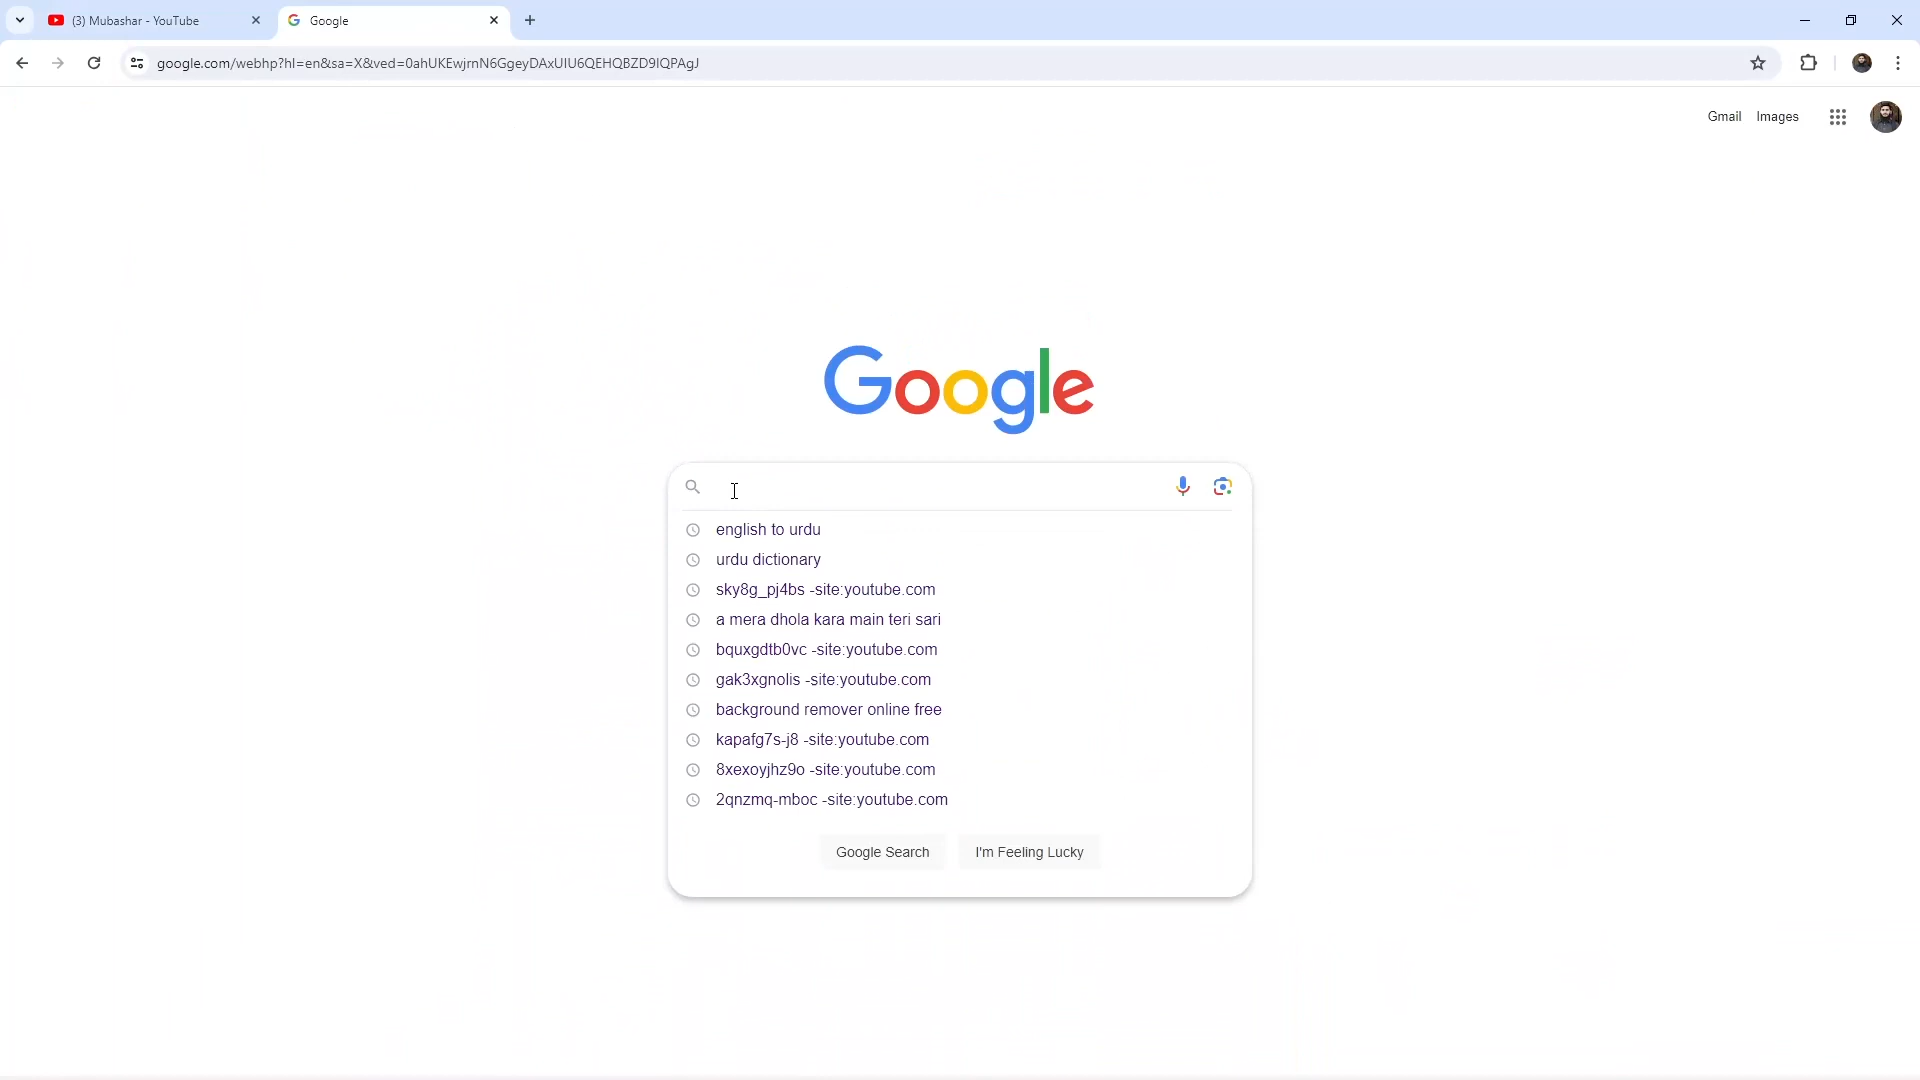 (3) Mubashar - YouTube
Google
google.com/webhp?hl=en&sa=X&ved=0ahUKEwjrnN6GgeyDAxUIU6QEHQBZD9IQPAgJ
Gmail Images
Google
english to urdu
urdu dictionary
sky8g_pj4bs -site:youtube.com
a mera dhola kara main teri sari
bquxgdtb0vc -site:youtube.com
gak3xgnolis -site:youtube.com
background remover online free
kapafg7s-j8 -site:youtube.com
8xexoyjhz9o -site:youtube.com
2qnzmq-mboc -site:youtube.com
Google Search I'm Feeling Lucky